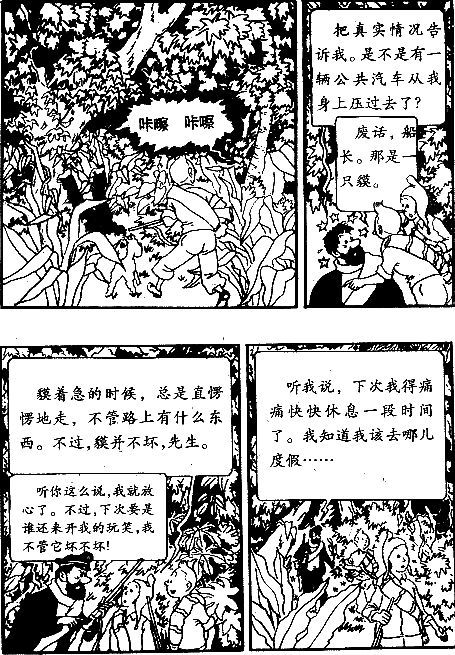 咔嚓 咔嚓
把真实情况告
诉我。是不是有一
辆公共汽车从我
身上压过去了?
废话,船
长。那是一
只貘。
貘着急的时候,总是直愣
愣地走,不管路上有什么东
西。不过,貘并不坏,先生。
听你这么说,我就放
心了。不过,下次要是
谁还来开我的玩笑,我
不管它坏不坏!
听我说,下次我得痛
痛快快休息一段时间
了。我知道我该去哪儿
度假……